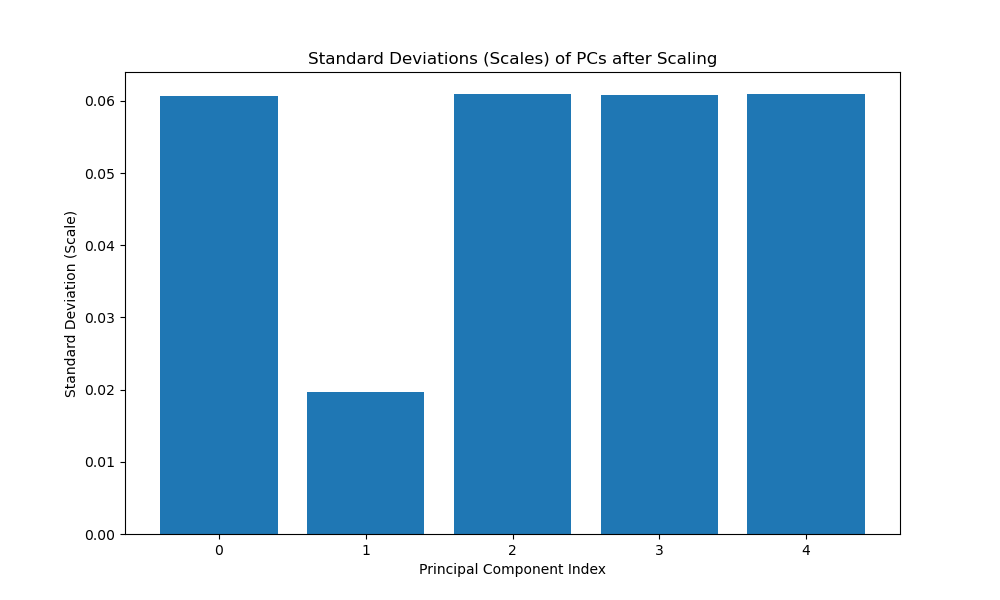 Standard Deviations (Scales) of PCs after Scaling
Standard Deviation (Scale)
0.06
0.05
0.04
0.03
0.02
0.01
0.00
0 1 2 3 4
Principal Component Index